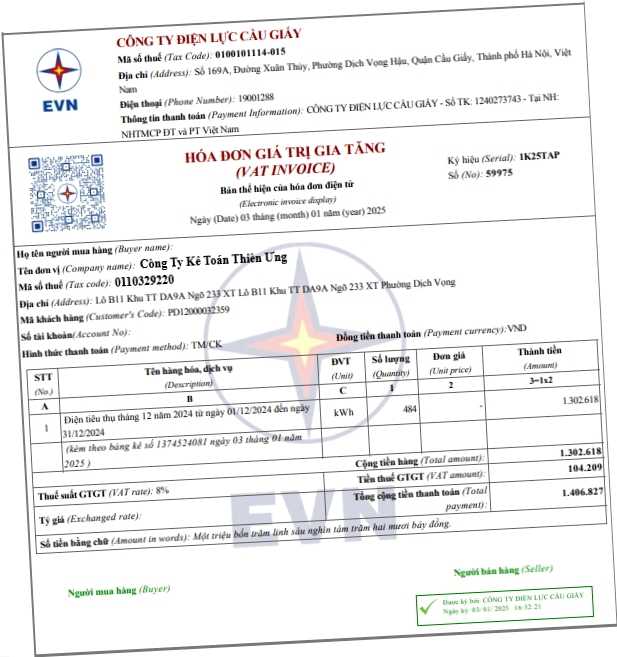 CÔNG TY ĐIỆN LỰC CẦU GIẤY
Mã số thuế (Tax Code): 0100101114-015
Địa chỉ (Address): Số 169A, Đường Xuân Thủy, Phường Dịch Vọng Hậu, Quận Cầu Giấy, Thành phố Hà Nội, Việt
Nam
Điện thoại (Phone Number): 19001288
Thông tin thanh toán (Payment Information): CÔNG TY ĐIỆN LỰC CẦU GIẤY - Số TK: 1240273743 - Tại NH:
NHTMCP ĐT và PT Việt Nam
EVN
HÓA ĐƠN GIÁ TRỊ GIA TĂNG
(VAT INVOICE)
Bản thể hiện của hóa đơn điện tử
(Electronic invoice display)
Ngày (Date) 03 tháng (month) 01 năm (year) 2025
Ký hiệu (Serial): 1K25TAP
Số (No): 59975
Họ tên người mua hàng (Buyer name):
Tên đơn vị (Company name): Công Ty Kê Toán Thiên Ưng
Mã số thuế (Tax code): 0110329220
Địa chỉ (Address): Lô B11 Khu TT DA9A Ngõ 233 XT Lô B11 Khu TT DA9A Ngõ 233 XT Phường Dịch Vọng
Mã khách hàng (Customer's Code): PD12000032359
Số tài khoản(Account No):
Hình thức thanh toán (Payment method): TM/CK
Đồng tiền thanh toán (Payment currency):VND
STT (No.) Tên hàng hóa, dịch vụ (Description) ĐVT (Unit) Số lượng (Quantity) Đơn giá (Unit price) Thành tiền (Amount)
A B C 1 2 3=1x2
1 Điện tiêu thụ tháng 12 năm 2024 từ ngày 01/12/2024 đến ngày kWh 484 - 1.302.618
31/12/2024
(kèm theo bảng kê số 1374524081 ngày 03 tháng 01 năm
2025 )
Cộng tiền hàng (Total amount): 1.302.618
Thuế suất GTGT (VAT rate): 8% Tiền thuế GTGT (VAT amount): 104.209
Tỷ giá (Exchanged rate): Tổng cộng tiền thanh toán (Total payment): 1.406.827
Số tiền bằng chữ (Amount in words): Một triệu bốn trăm linh sáu nghìn tám trăm hai mươi bảy đồng.
EVN
Người mua hàng (Buyer)
Người bán hàng (Seller)
Được ký bởi: CÔNG TY ĐIỆN LỰC CẦU GIẤY
Ngày ký: 03/01/2025 16:32:21